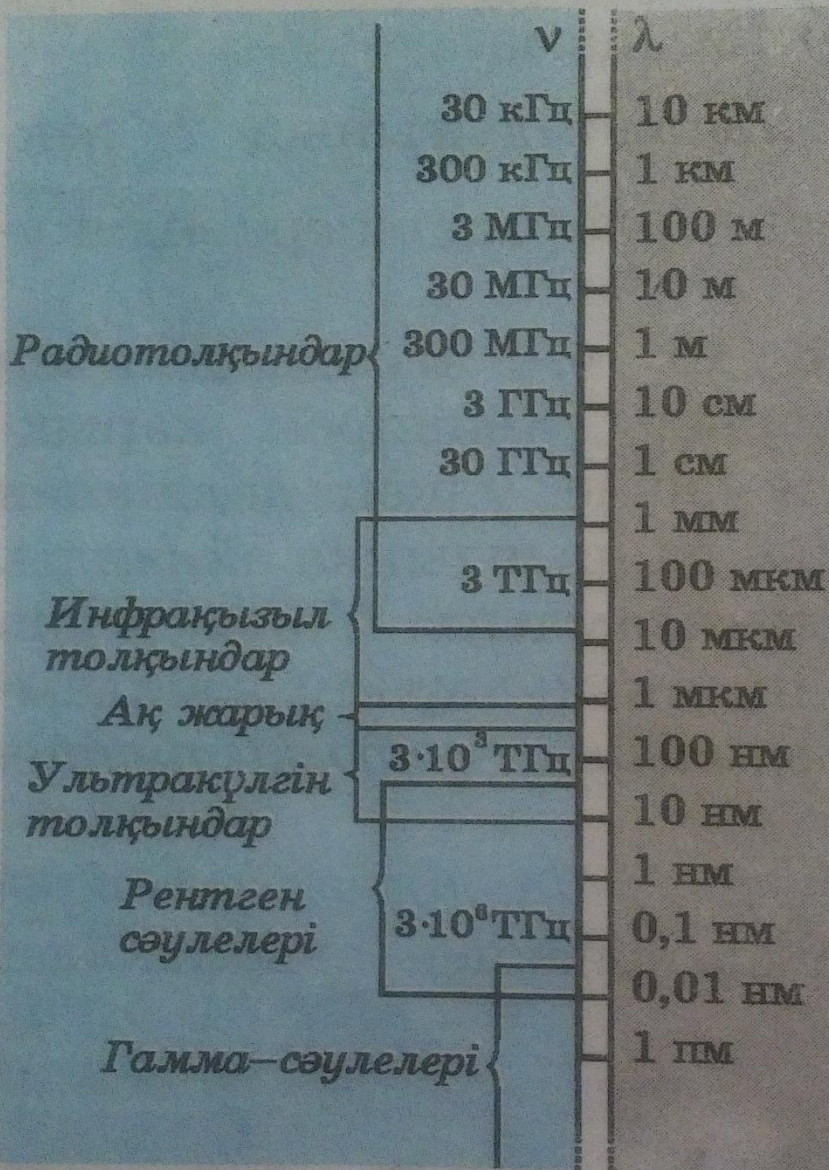 ν λ
30 кГц 10 км
300 кГц 1 км
3 МГц 100 м
30 МГц 10 м
Радиотолқындар 300 МГц 1 м
3 ГГц 10 см
30 ГГц 1 см
1 мм
3 ТГц 100 мкм
Инфрақызыл
толқындар 10 мкм
Ақ жарық 1 мкм
3·10³ ТГц 100 нм
Ультракүлгін
толқындар 10 нм
1 нм
Рентген
сәулелері 3·10⁶ ТГц 0,1 нм
0,01 нм
Гамма–сәулелері 1 пм